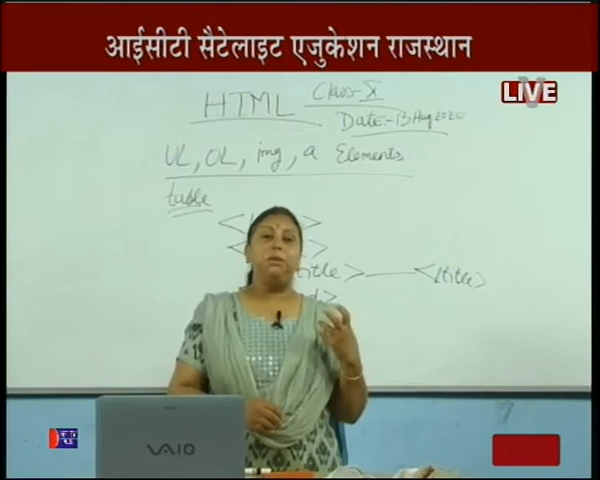 आईसीटी सैटेलाइट एजुकेशन राजस्थान
LIVE
HTML Class-X
Date:-13 Aug 2020
UL, OL, img, a Elements
table
title> <title>
VAIO